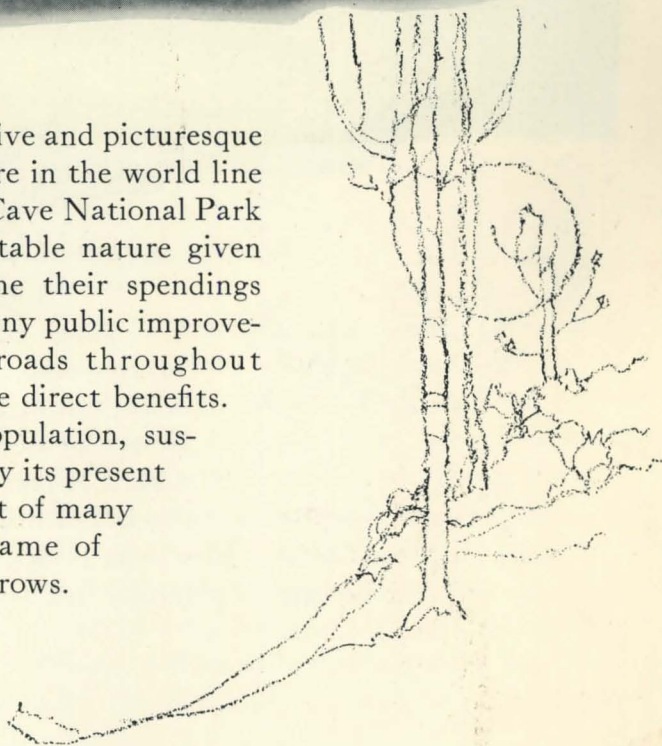 ive and picturesque
re in the world line
Cave National Park
table nature given
ne their spendings
ny public improve-
roads throughout
e direct benefits.
opulation, sus-
y its present
t of many
ame of
rows.